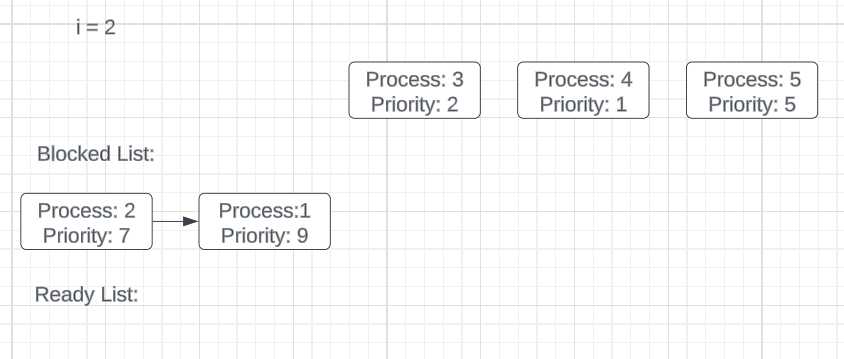 i = 2
Process: 3
Priority: 2
Process: 4
Priority: 1
Process: 5
Priority: 5
Blocked List:
Process: 2
Priority: 7
Process:1
Priority: 9
Ready List: